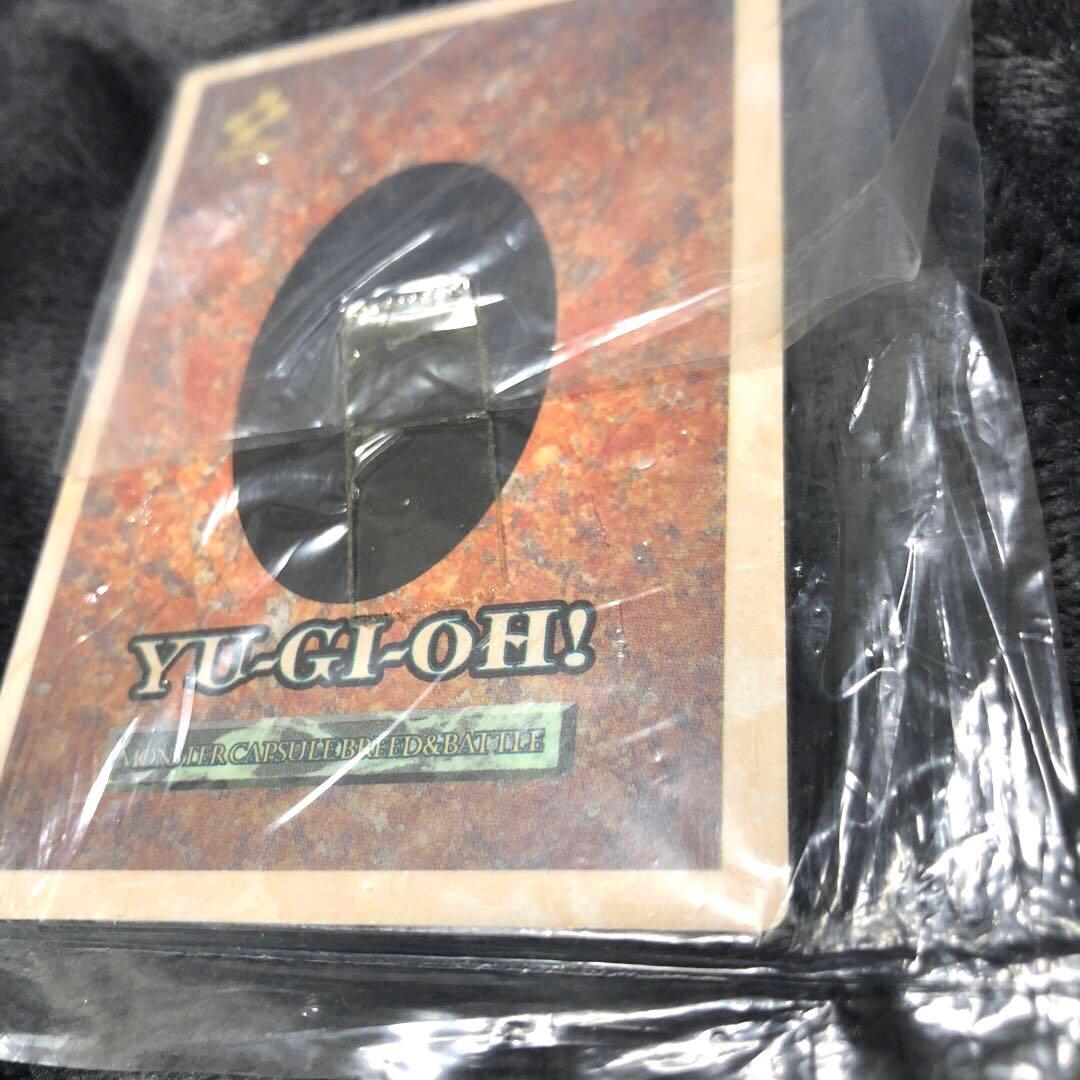 YU-GI-OH!
MONSTER CAPSULE BREED & BATTLE